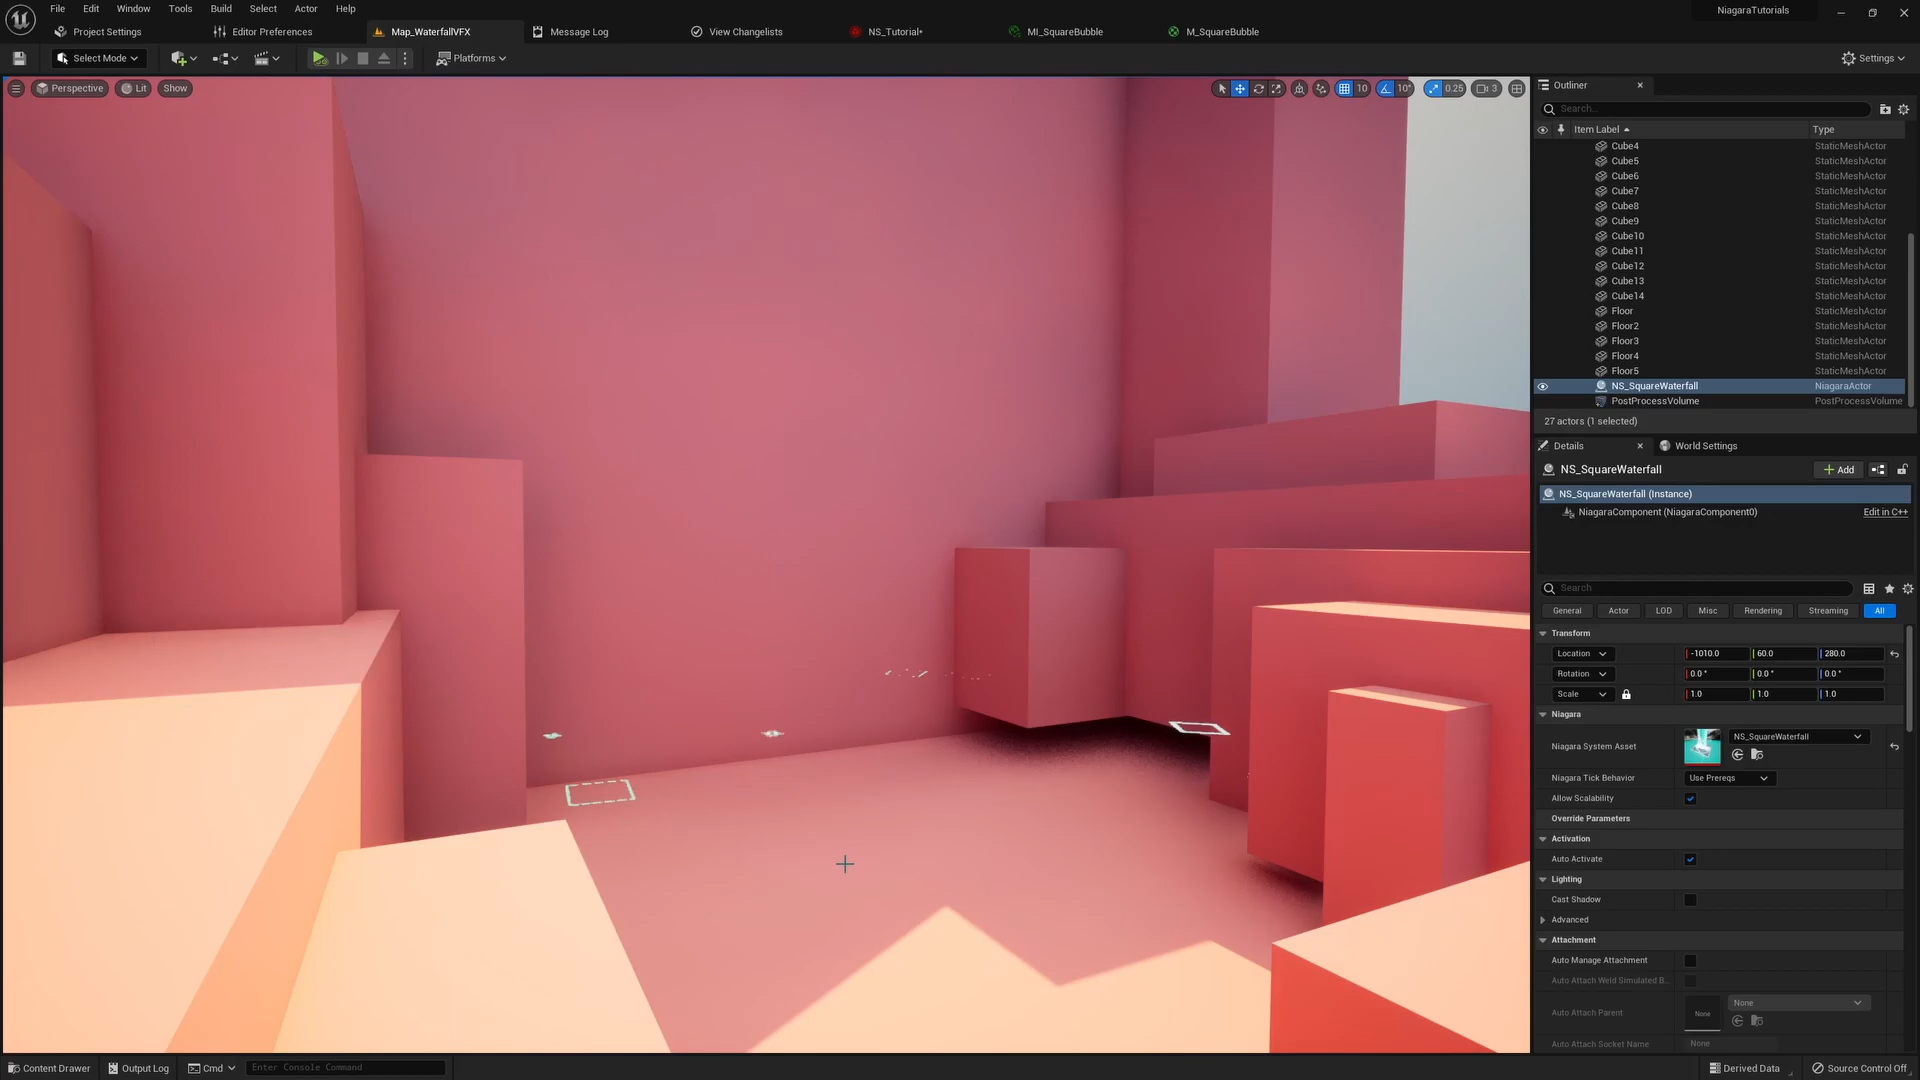 File Edit Window Tools Build Select Actor Help
NiagaraTutorials
Project Settings
Editor Preferences
Map_WaterfallVFX
Message Log
View Changelists
NS_Tutorial*
MI_SquareBubble
M_SquareBubble
Select Mode
Platforms
Settings
Perspective
Lit
Show
10
10°
0.25
3
Outliner
Search...
Item Label
Type
Cube4 StaticMeshActor
Cube5 StaticMeshActor
Cube6 StaticMeshActor
Cube7 StaticMeshActor
Cube8 StaticMeshActor
Cube9 StaticMeshActor
Cube10 StaticMeshActor
Cube11 StaticMeshActor
Cube12 StaticMeshActor
Cube13 StaticMeshActor
Cube14 StaticMeshActor
Floor StaticMeshActor
Floor2 StaticMeshActor
Floor3 StaticMeshActor
Floor4 StaticMeshActor
Floor5 StaticMeshActor
NS_SquareWaterfall NiagaraActor
PostProcessVolume PostProcessVolume
27 actors (1 selected)
Details
World Settings
NS_SquareWaterfall
Add
NS_SquareWaterfall (Instance)
NiagaraComponent (NiagaraComponent0)
Edit in C++
Search
General Actor LOD Misc Rendering Streaming All
Transform
Location -1010.0 60.0 280.0
Rotation 0.0° 0.0° 0.0°
Scale 1.0 1.0 1.0
Niagara
Niagara System Asset
NS_SquareWaterfall
Niagara Tick Behavior
Use Prereqs
Allow Scalability
Override Parameters
Activation
Auto Activate
Lighting
Cast Shadow
Advanced
Attachment
Auto Manage Attachment
Auto Attach Weld Simulated B...
Auto Attach Parent
None
None
Auto Attach Socket Name
None
Content Drawer
Output Log
Cmd
Enter Console Command
Derived Data
Source Control Off